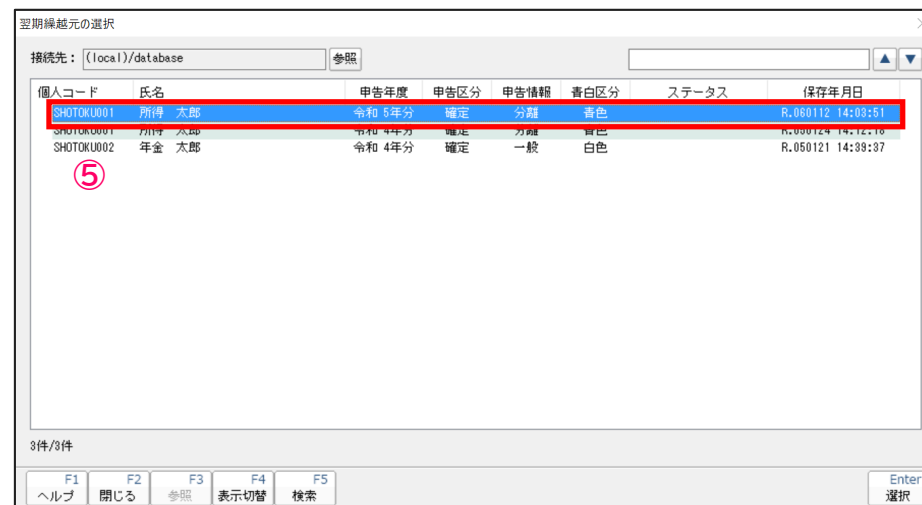 翌期繰越元の選択
接続先： (local)/database 参照 ▲ ▼
個人コード 氏名 申告年度 申告区分 申告情報 青白区分 ステータス 保存年月日
SHOTOKU001 所得 太郎 令和 5年分 確定 分離 青色 R.060112 14:03:51
SHOTOKU001 所得 太郎 令和 4年分 確定 分離 青色 R.050124 14:12:18
SHOTOKU002 年金 太郎 令和 4年分 確定 一般 白色 R.050121 14:39:37
⑤
3件/3件
F1 F2 F3 F4 F5 Enter
ヘルプ 閉じる 参照 表示切替 検索 選択